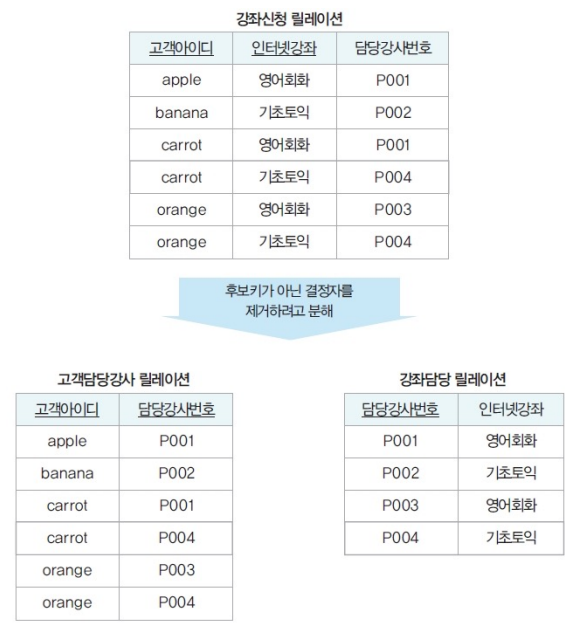 강좌신청 릴레이션
고객아이디 인터넷강좌 담당강사번호
apple 영어회화 P001
banana 기초토익 P002
carrot 영어회화 P001
carrot 기초토익 P004
orange 영어회화 P003
orange 기초토익 P004
후보키가 아닌 결정자를
제거하려고 분해
고객담당강사 릴레이션
고객아이디 담당강사번호
apple P001
banana P002
carrot P001
carrot P004
orange P003
orange P004
강좌담당 릴레이션
담당강사번호 인터넷강좌
P001 영어회화
P002 기초토익
P003 영어회화
P004 기초토익